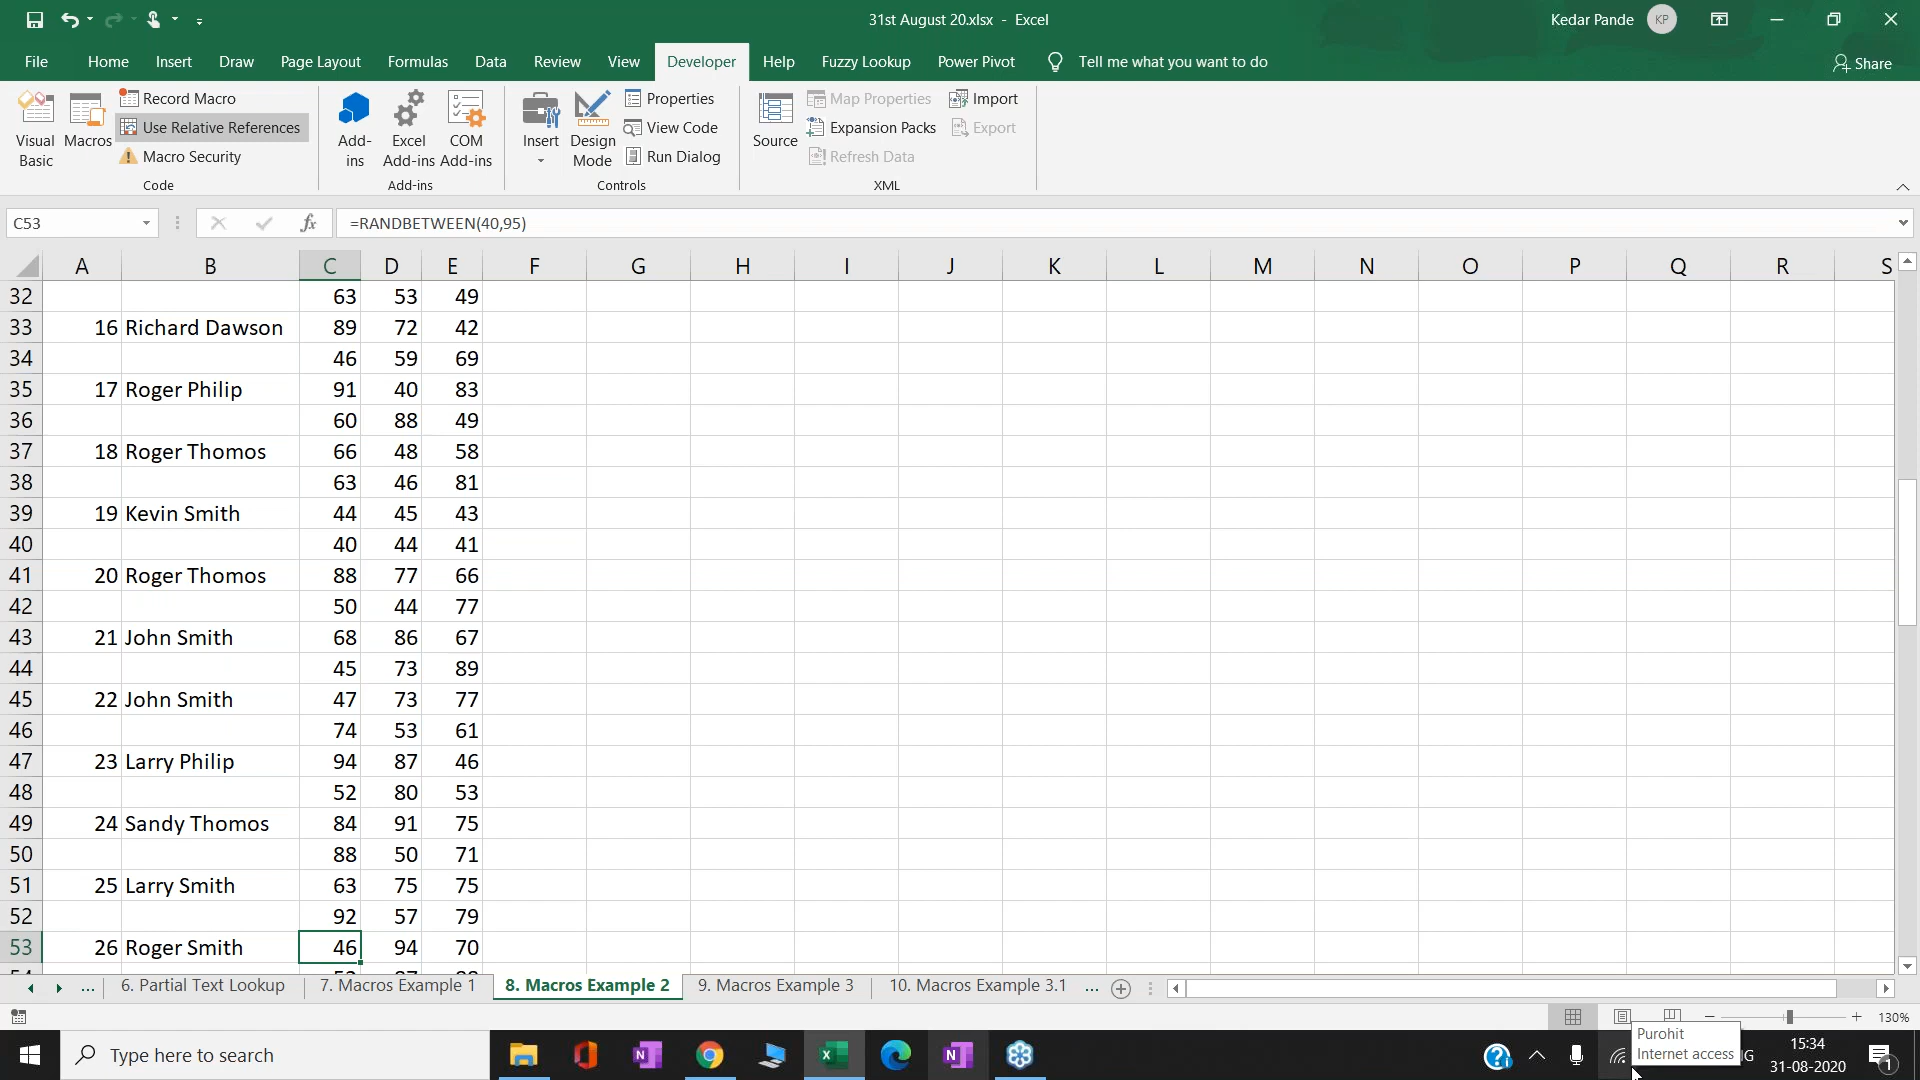 31st August 20.xlsx - Excel
Kedar Pande KP
File Home Insert Draw Page Layout Formulas Data Review View Developer Help Fuzzy Lookup Power Pivot Tell me what you want to do Share
Visual Basic
Macros
Record Macro
Use Relative References
Macro Security
Code
Add-ins
Excel Add-ins
COM Add-ins
Add-ins
Insert
Design Mode
Properties
View Code
Run Dialog
Controls
Source
Map Properties
Expansion Packs
Refresh Data
Import
Export
XML
C53 fx =RANDBETWEEN(40,95)
A B C D E F G H I J K L M N O P Q R S
32 63 53 49
33 16 Richard Dawson 89 72 42
34 46 59 69
35 17 Roger Philip 91 40 83
36 60 88 49
37 18 Roger Thomos 66 48 58
38 63 46 81
39 19 Kevin Smith 44 45 43
40 40 44 41
41 20 Roger Thomos 88 77 66
42 50 44 77
43 21 John Smith 68 86 67
44 45 73 89
45 22 John Smith 47 73 77
46 74 53 61
47 23 Larry Philip 94 87 46
48 52 80 53
49 24 Sandy Thomos 84 91 75
50 88 50 71
51 25 Larry Smith 63 75 75
52 92 57 79
53 26 Roger Smith 46 94 70
... 6. Partial Text Lookup 7. Macros Example 1 8. Macros Example 2 9. Macros Example 3 10. Macros Example 3.1 ...
130%
Purohit
Internet access
Type here to search
15:34
31-08-2020
1